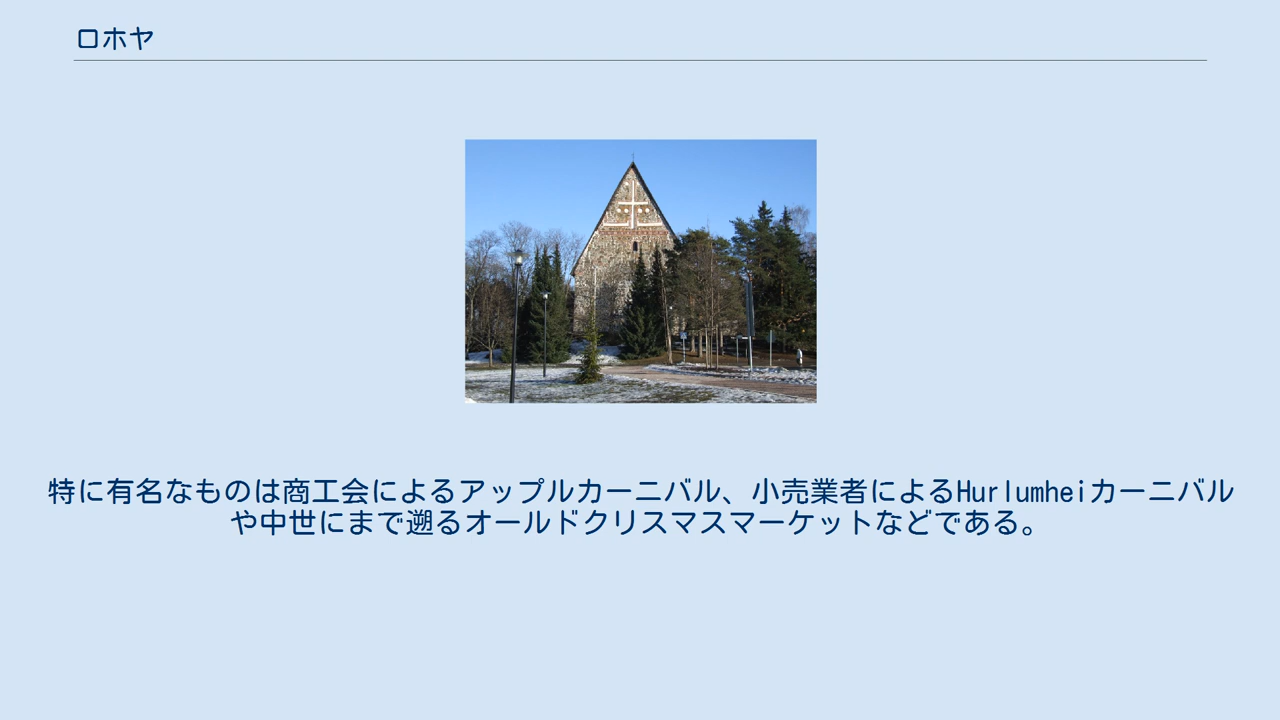 ロホヤ
特に有名なものは商工会によるアップルカーニバル、小売業者によるHurlumheiカーニバル
や中世にまで遡るオールドクリスマスマーケットなどである。